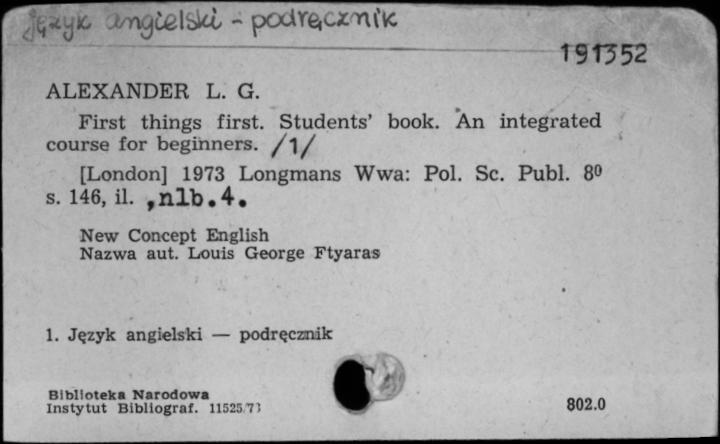 język angielski - podręcznik
191352
ALEXANDER L. G.
First things first. Students' book. An integrated
course for beginners. /1/
[London] 1973 Longmans Wwa: Pol. Sc. Publ. 8⁰
s. 146, il. ,nlb.4.
New Concept English
Nazwa aut. Louis George Ftyaras
1. Język angielski — podręcznik
Biblioteka Narodowa
Instytut Bibliograf. 11525/73
802.0